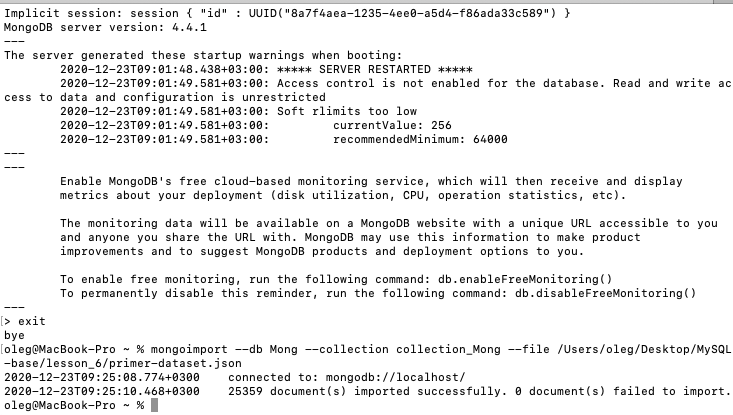 Implicit session: session { "id" : UUID("8a7f4aea-1235-4ee0-a5d4-f86ada33c589") }
MongoDB server version: 4.4.1
---
The server generated these startup warnings when booting:
        2020-12-23T09:01:48.438+03:00: ***** SERVER RESTARTED *****
        2020-12-23T09:01:49.581+03:00: Access control is not enabled for the database. Read and write ac
cess to data and configuration is unrestricted
        2020-12-23T09:01:49.581+03:00: Soft rlimits too low
        2020-12-23T09:01:49.581+03:00:         currentValue: 256
        2020-12-23T09:01:49.581+03:00:         recommendedMinimum: 64000
---
---
        Enable MongoDB's free cloud-based monitoring service, which will then receive and display
        metrics about your deployment (disk utilization, CPU, operation statistics, etc).

        The monitoring data will be available on a MongoDB website with a unique URL accessible to you
        and anyone you share the URL with. MongoDB may use this information to make product
        improvements and to suggest MongoDB products and deployment options to you.

        To enable free monitoring, run the following command: db.enableFreeMonitoring()
        To permanently disable this reminder, run the following command: db.disableFreeMonitoring()
---
[> exit
bye
[oleg@MacBook-Pro ~ % mongoimport --db Mong --collection collection_Mong --file /Users/oleg/Desktop/MySQL
-base/lesson_6/primer-dataset.json
2020-12-23T09:25:08.774+0300    connected to: mongodb://localhost/
2020-12-23T09:25:10.468+0300    25359 document(s) imported successfully. 0 document(s) failed to import.
oleg@MacBook-Pro ~ %